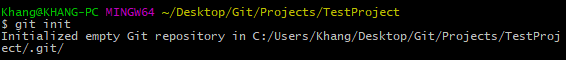 Khang@KHANG-PC MINGW64 ~/Desktop/Git/Projects/TestProject
$ git init
Initialized empty Git repository in C:/Users/Khang/Desktop/Git/Projects/TestProj
ect/.git/